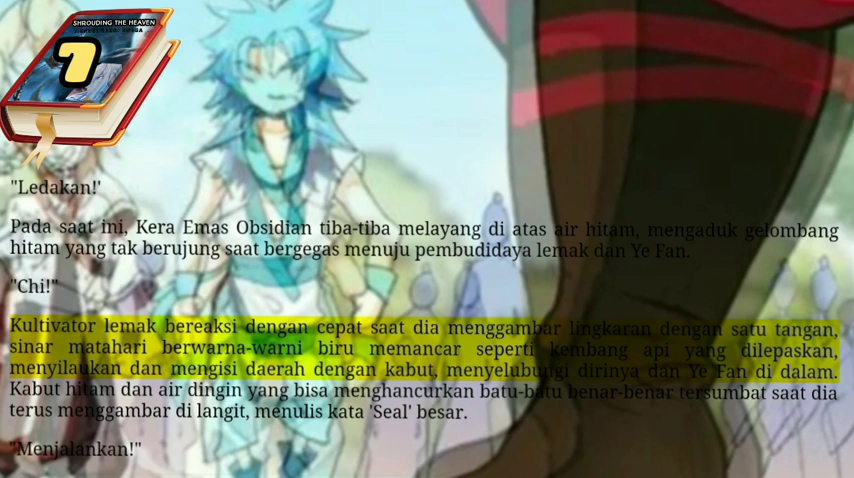 SHROUDING THE HEAVEN
7
"Ledakan!'
Pada saat ini, Kera Emas Obsidian tiba-tiba melayang di atas air hitam, mengaduk gelombang
hitam yang tak berujung saat bergegas menuju pembudidaya lemak dan Ye Fan.
"Chi!"
Kultivator lemak bereaksi dengan cepat saat dia menggambar lingkaran dengan satu tangan,
sinar matahari berwarna-warni biru memancar seperti kembang api yang dilepaskan,
menyilaukan dan mengisi daerah dengan kabut, menyelubungi dirinya dan Ye Fan di dalam.
Kabut hitam dan air dingin yang bisa menghancurkan batu-batu benar-benar tersumbat saat dia
terus menggambar di langit, menulis kata 'Seal' besar.
"Menjalankan!"